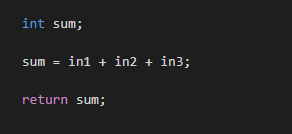 int sum;
sum = in1 + in2 + in3;
return sum;